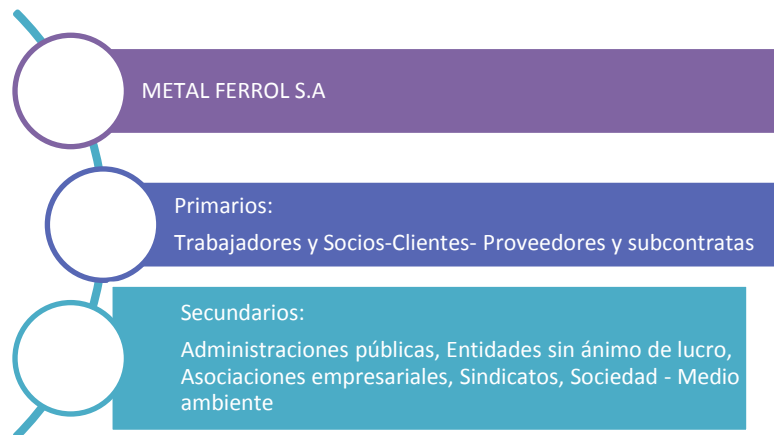 METAL FERROL S.A
Primarios:
Trabajadores y Socios-Clientes- Proveedores y subcontratas
Secundarios:
Administraciones públicas, Entidades sin ánimo de lucro,
Asociaciones empresariales, Sindicatos, Sociedad - Medio
ambiente